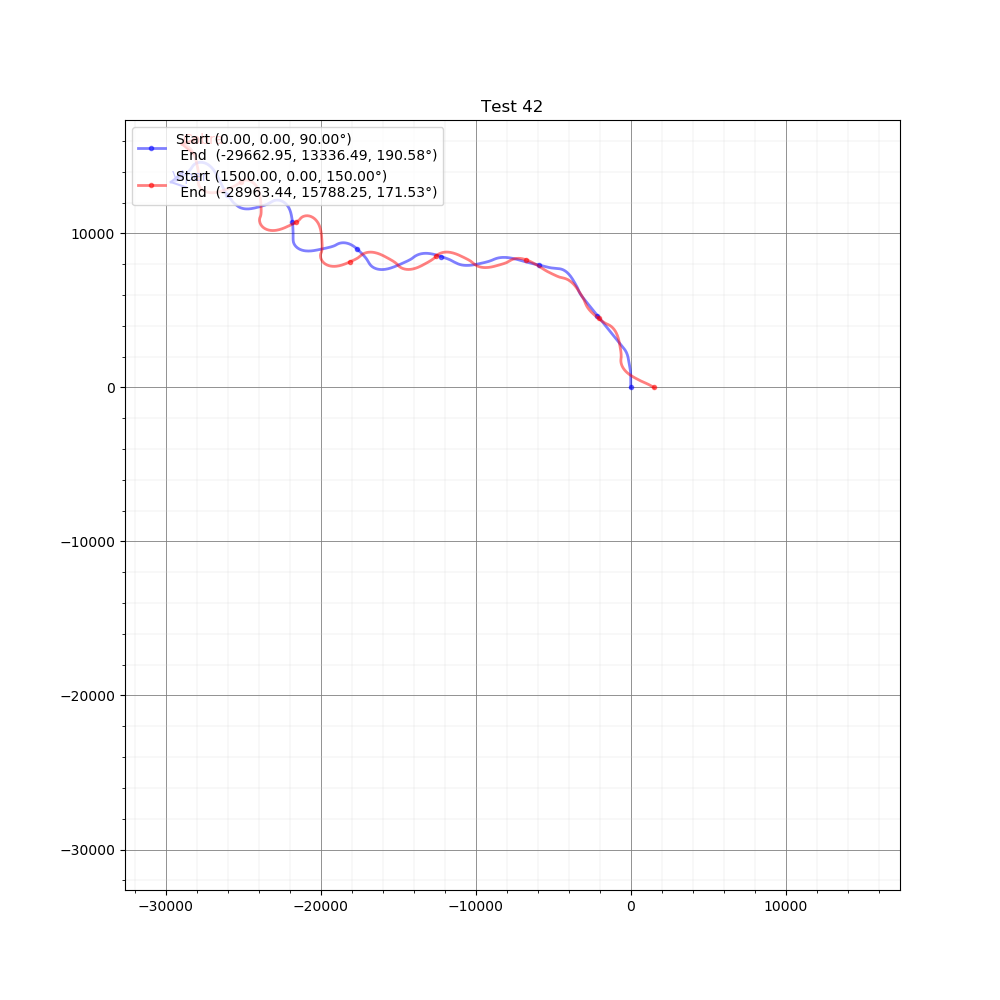 Test 42
Start (0.00, 0.00, 90.00°)
End (-29662.95, 13336.49, 190.58°)
Start (1500.00, 0.00, 150.00°)
End (-28963.44, 15788.25, 171.53°)
10000
0
−10000
−20000
−30000
−30000
−20000
−10000
0
10000